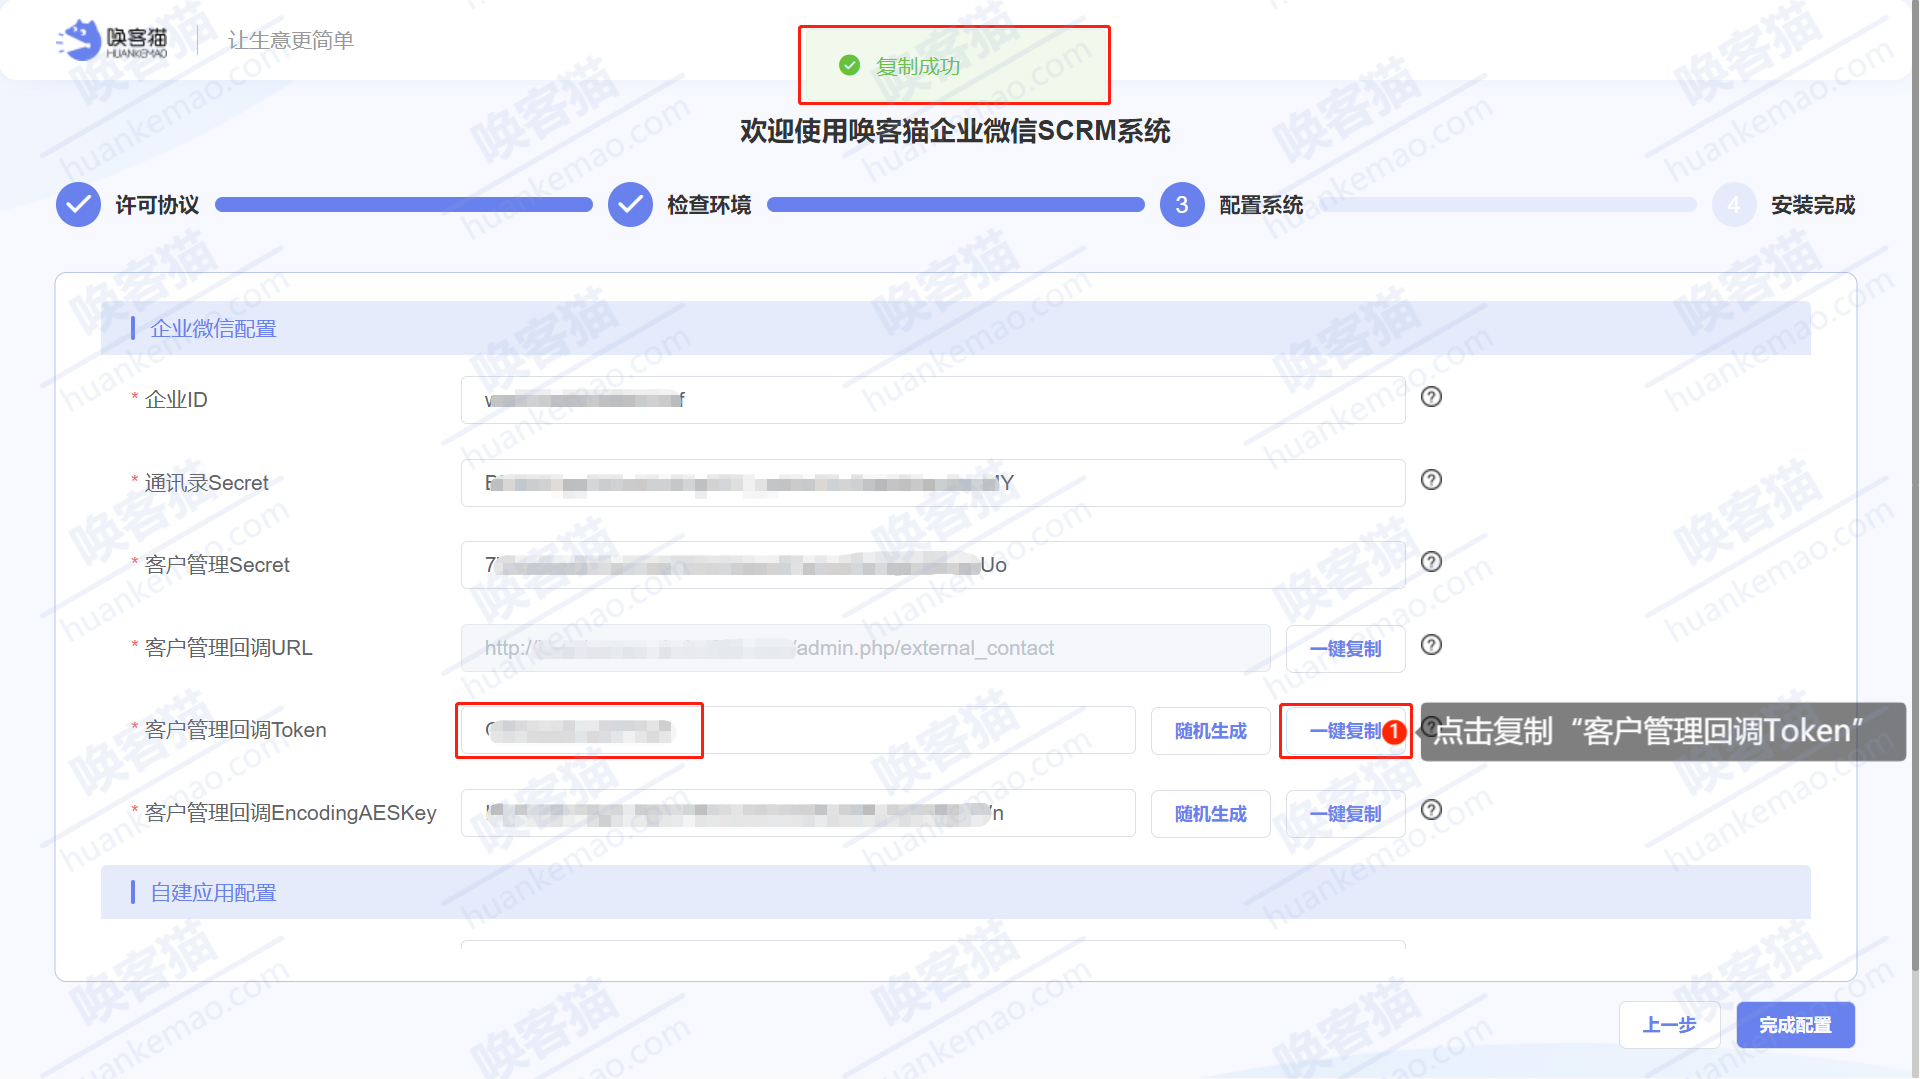 唤客猫
HUANKEMAO
让生意更简单
复制成功
欢迎使用唤客猫企业微信SCRM系统
许可协议
检查环境
3 配置系统
4 安装完成
企业微信配置
* 企业ID
f
* 通讯录Secret
Y
* 客户管理Secret
7 Uo
* 客户管理回调URL
http:// /admin.php/external_contact
一键复制
* 客户管理回调Token
随机生成
一键复制
1
点击复制“客户管理回调Token”
* 客户管理回调EncodingAESKey
n
随机生成
一键复制
自建应用配置
上一步
完成配置
唤客猫
huankemao.com